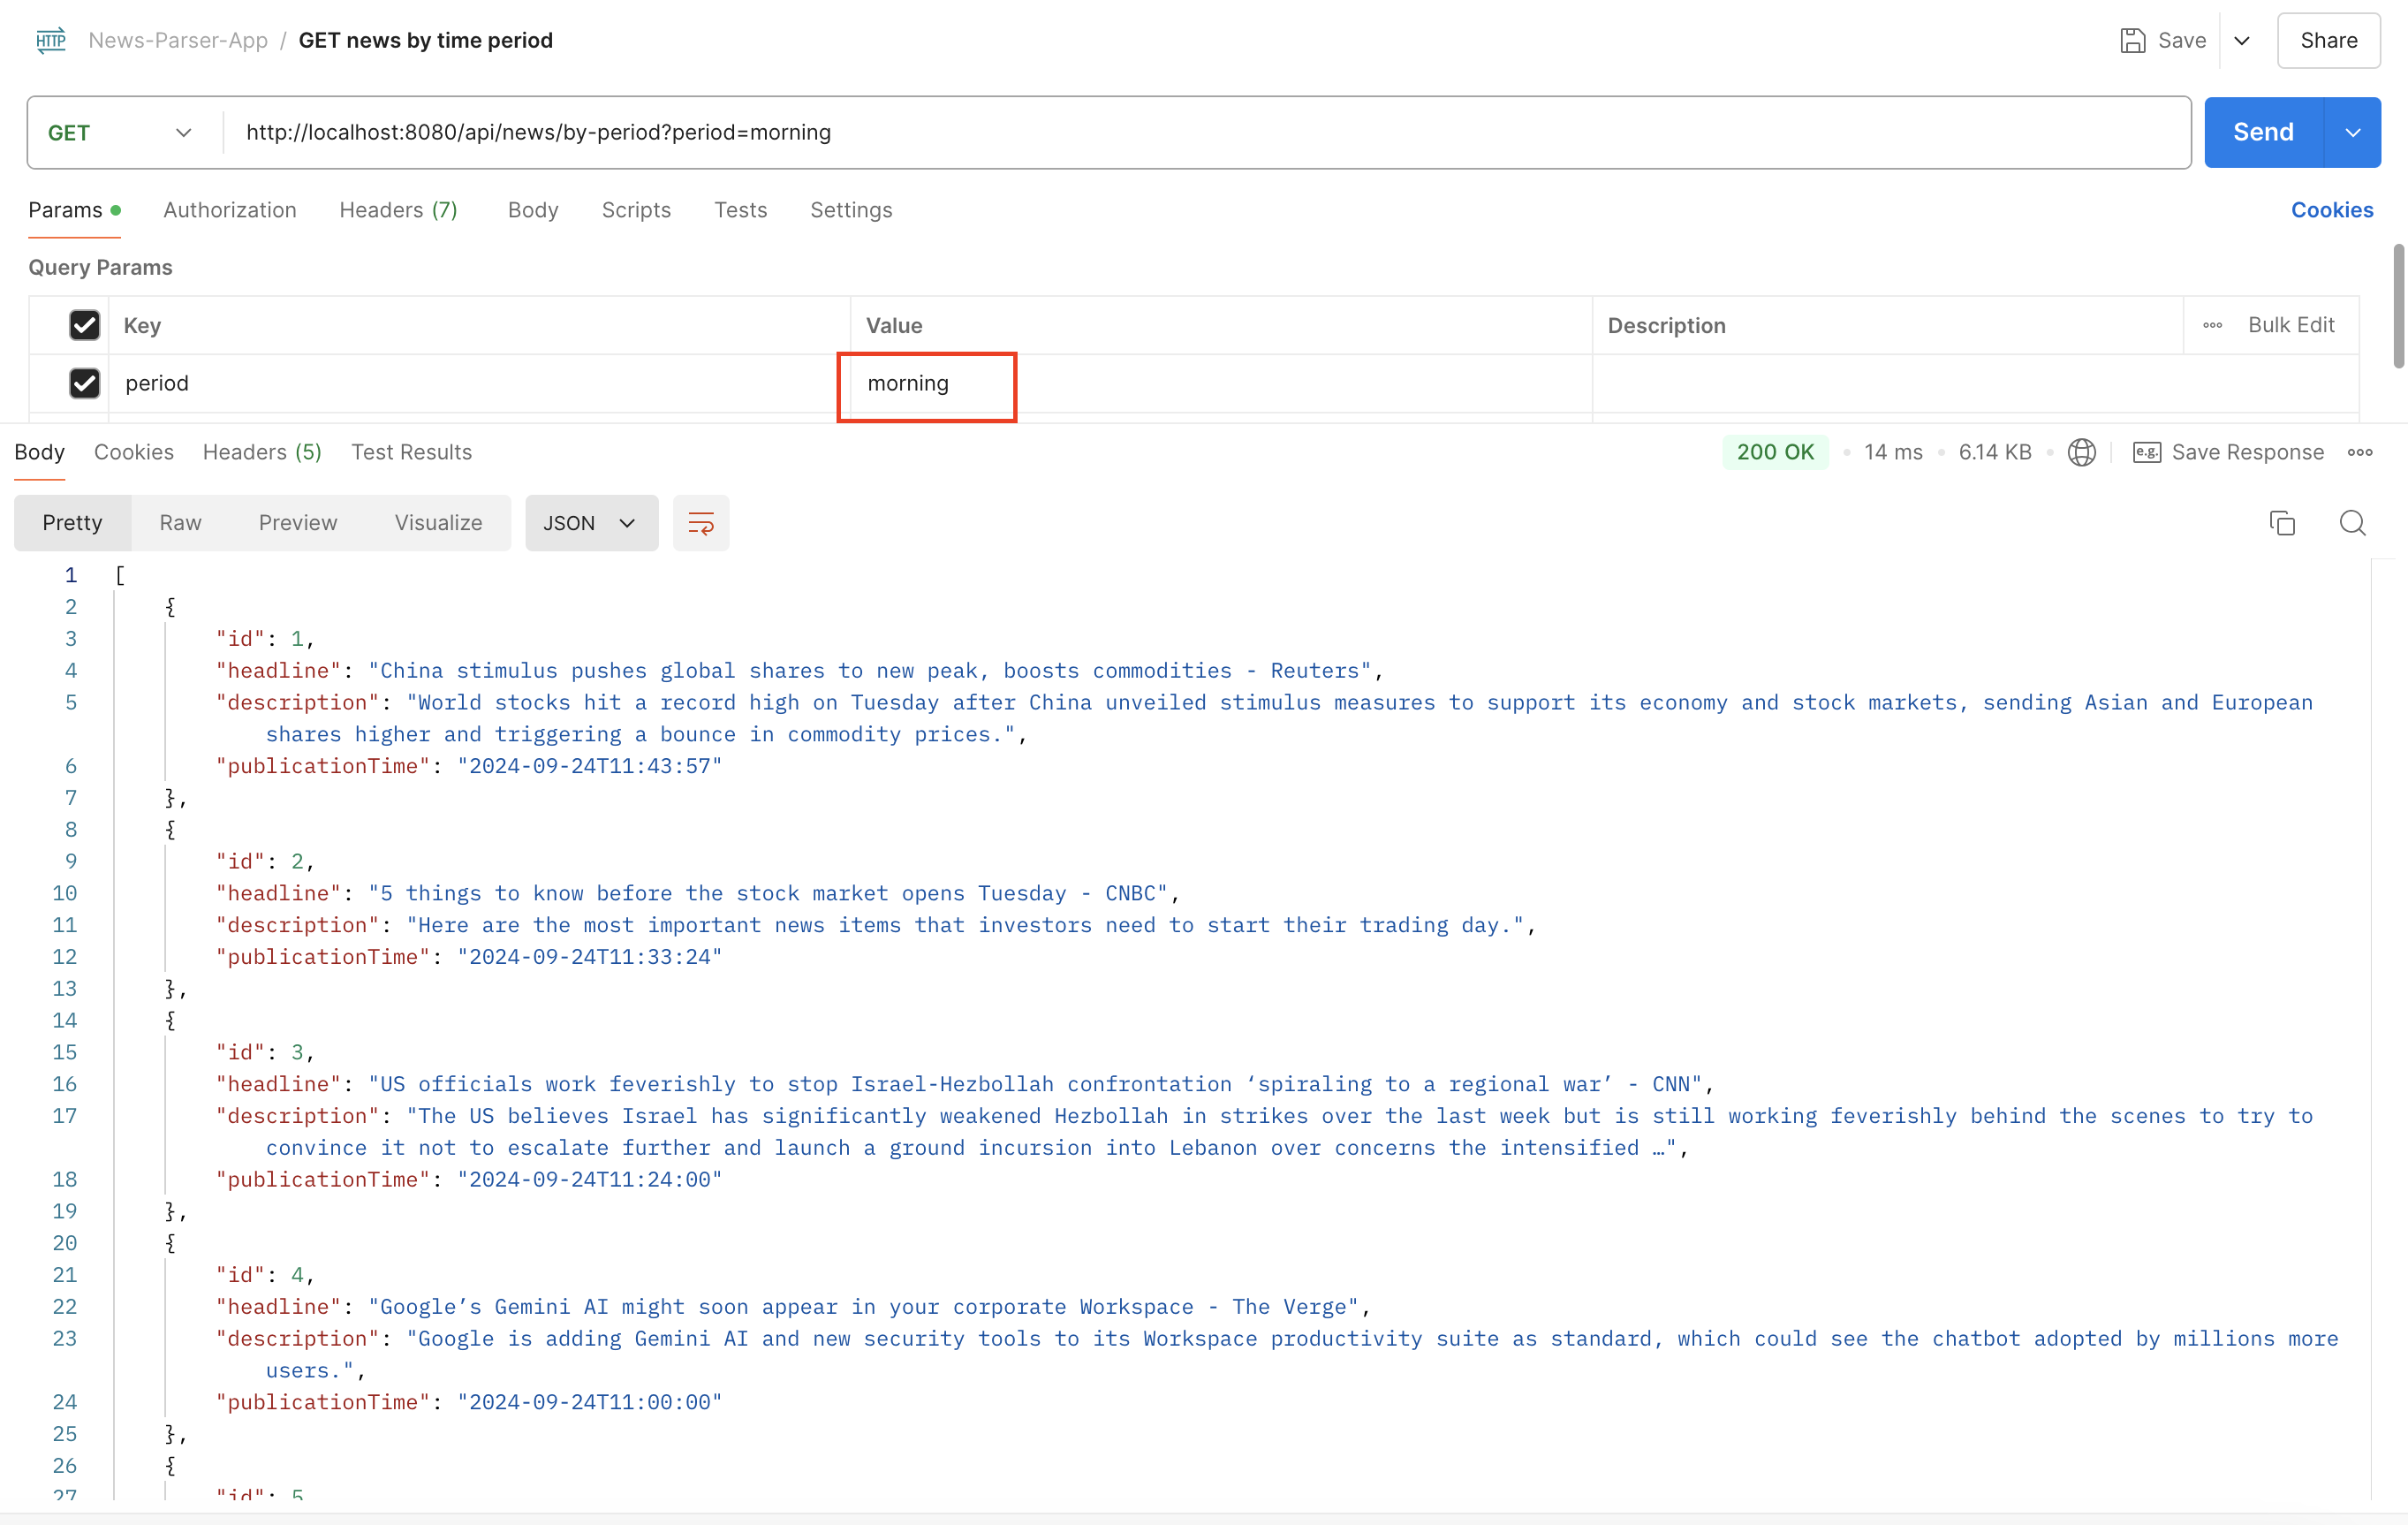 HTTP News-Parser-App / GET news by time period Save Share
GET http://localhost:8080/api/news/by-period?period=morning Send
Params Authorization Headers (7) Body Scripts Tests Settings Cookies
Query Params
Key Value Description Bulk Edit
period morning
Body Cookies Headers (5) Test Results 200 OK 14 ms 6.14 KB e.g. Save Response
Pretty Raw Preview Visualize JSON
1 [
2 {
3 "id": 1,
4 "headline": "China stimulus pushes global shares to new peak, boosts commodities - Reuters",
5 "description": "World stocks hit a record high on Tuesday after China unveiled stimulus measures to support its economy and stock markets, sending Asian and European
shares higher and triggering a bounce in commodity prices.",
6 "publicationTime": "2024-09-24T11:43:57"
7 },
8 {
9 "id": 2,
10 "headline": "5 things to know before the stock market opens Tuesday - CNBC",
11 "description": "Here are the most important news items that investors need to start their trading day.",
12 "publicationTime": "2024-09-24T11:33:24"
13 },
14 {
15 "id": 3,
16 "headline": "US officials work feverishly to stop Israel-Hezbollah confrontation ‘spiraling to a regional war’ - CNN",
17 "description": "The US believes Israel has significantly weakened Hezbollah in strikes over the last week but is still working feverishly behind the scenes to try to
convince it not to escalate further and launch a ground incursion into Lebanon over concerns the intensified …",
18 "publicationTime": "2024-09-24T11:24:00"
19 },
20 {
21 "id": 4,
22 "headline": "Google’s Gemini AI might soon appear in your corporate Workspace - The Verge",
23 "description": "Google is adding Gemini AI and new security tools to its Workspace productivity suite as standard, which could see the chatbot adopted by millions more
users.",
24 "publicationTime": "2024-09-24T11:00:00"
25 },
26 {
27 "id": 5